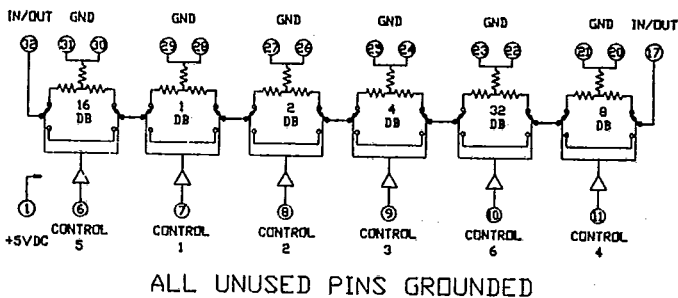 IN/OUT GND GND GND GND GND GND IN/OUT
32 31 30 29 28 27 26 25 24 23 22 21 20 17
16 DB 1 DB 2 DB 4 DB 32 DB 8 DB
1 6 7 8 9 10 11
+5VDC CONTROL 5 CONTROL 1 CONTROL 2 CONTROL 3 CONTROL 6 CONTROL 4
ALL UNUSED PINS GROUNDED